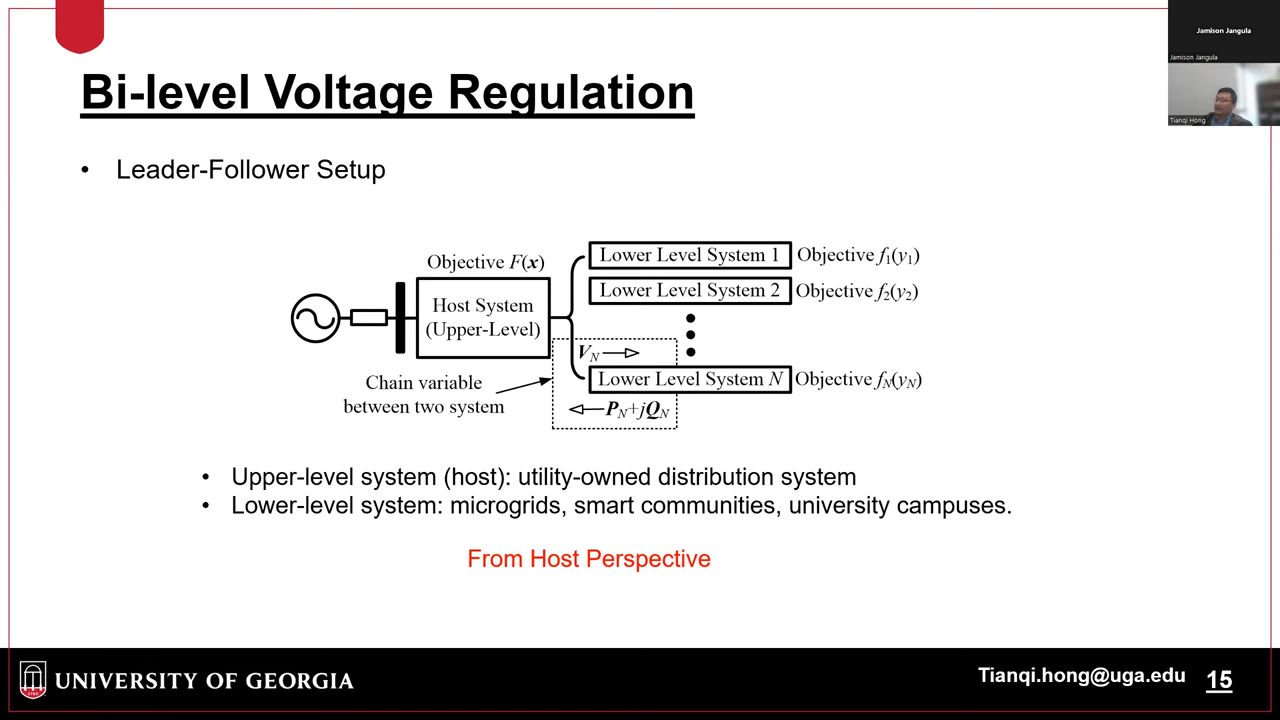 Jamison Jangula
Jamison Jangula
Tianqi Hong
Bi-level Voltage Regulation
• Leader-Follower Setup
Objective F(x)
Host System
(Upper-Level)
Lower Level System 1
Objective f1(y1)
Lower Level System 2
Objective f2(y2)
VN
Lower Level System N
Objective fN(yN)
PN+jQN
Chain variable
between two system
• Upper-level system (host): utility-owned distribution system
• Lower-level system: microgrids, smart communities, university campuses.
From Host Perspective
1785
UNIVERSITY OF GEORGIA
Tianqi.hong@uga.edu
15